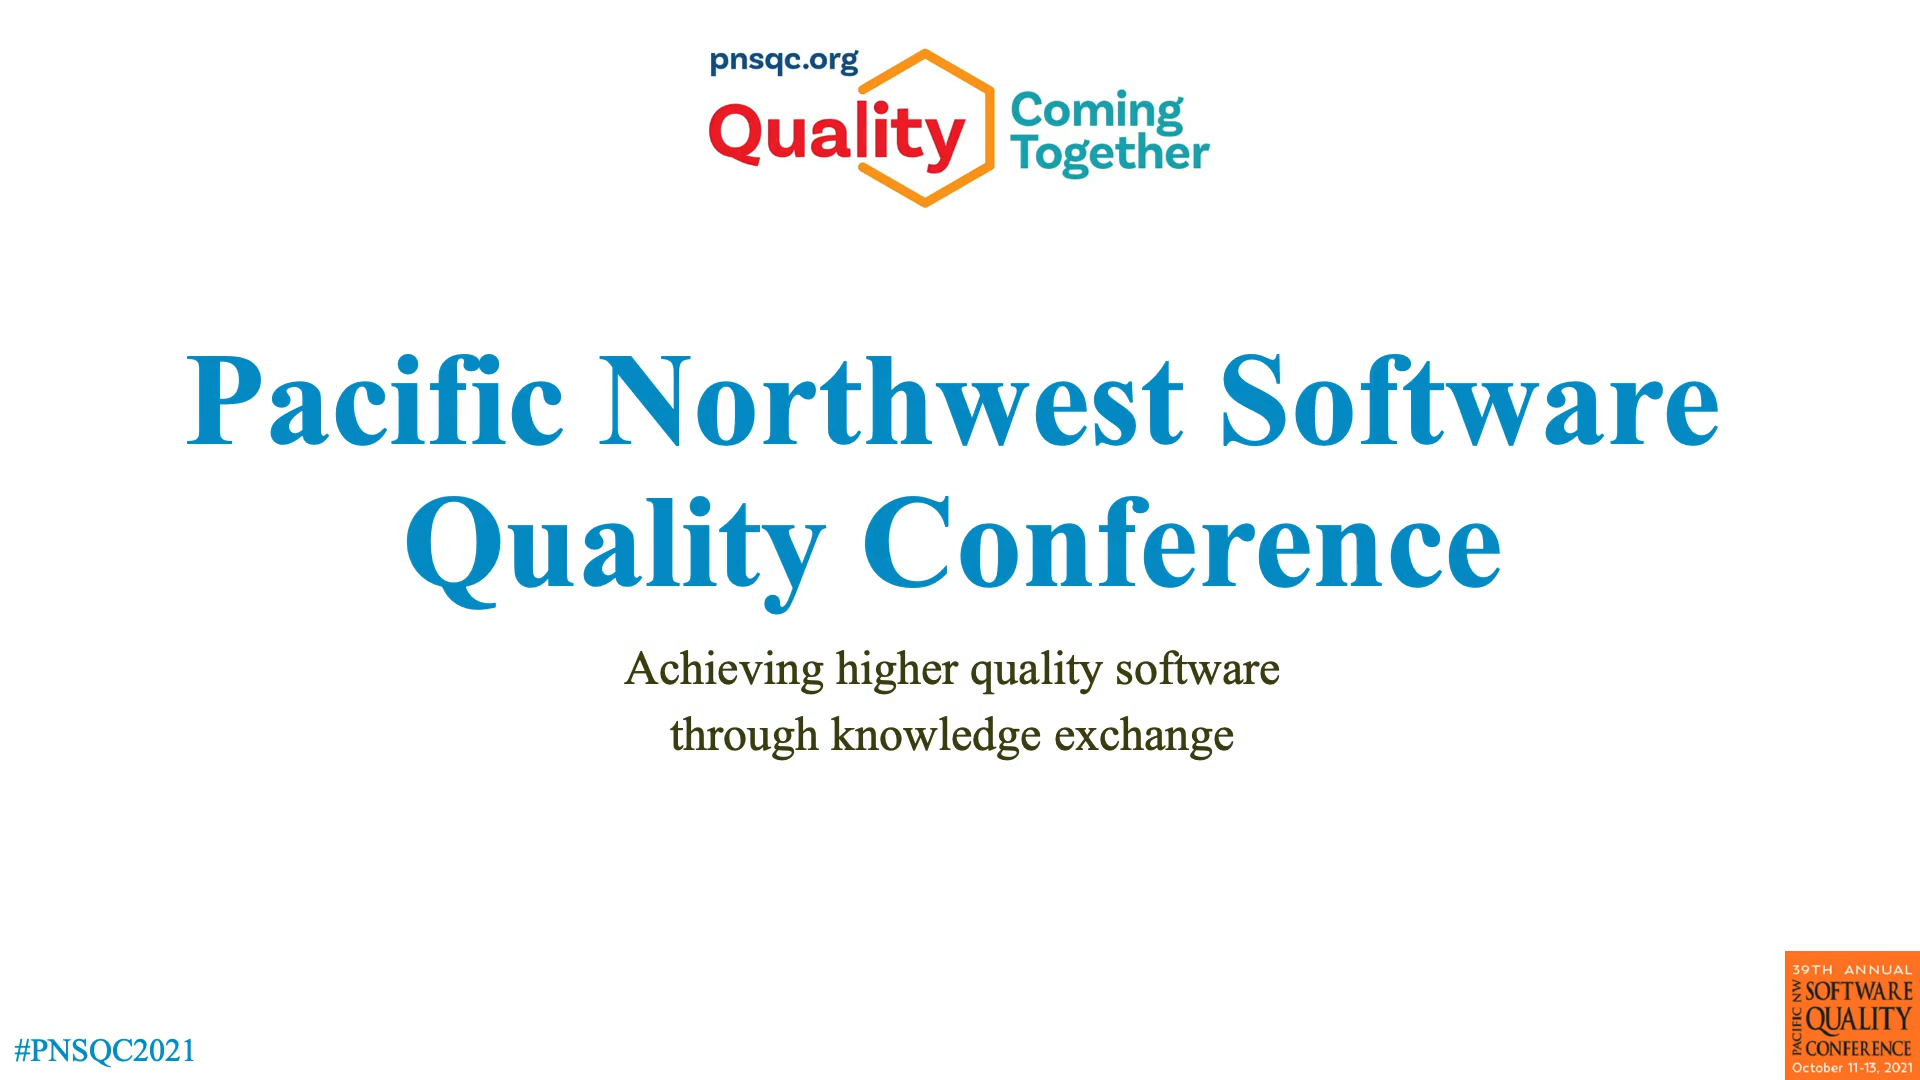 pnsqc.org
Quality
Coming
Together
Pacific Northwest Software
Quality Conference
Achieving higher quality software
through knowledge exchange
#PNSQC2021
39TH ANNUAL
PACIFIC NW
SOFTWARE
QUALITY
CONFERENCE
October 11-13, 2021